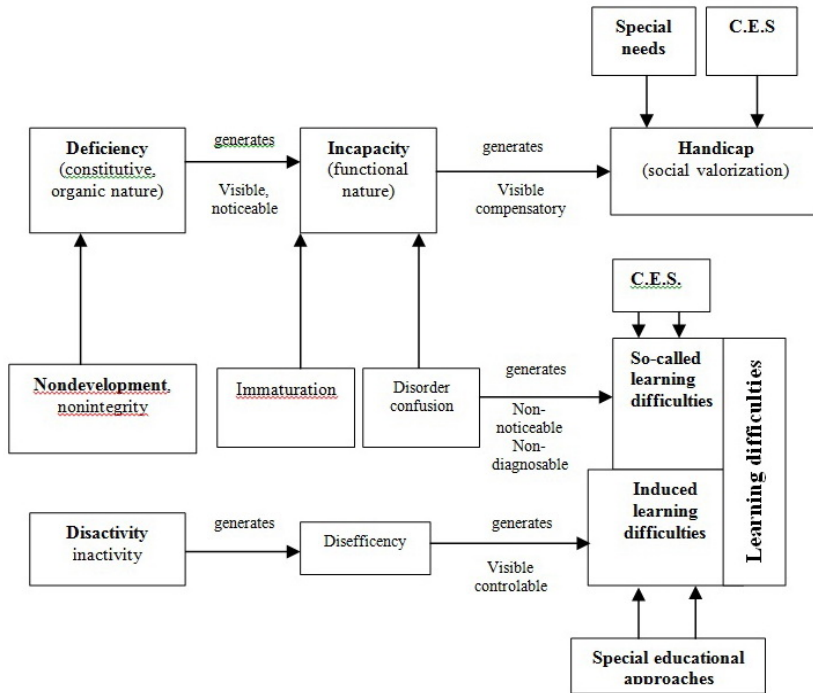 Special
needs
C.E.S
Deficiency
(constitutive,
organic nature)
generates
Visible,
noticeable
Incapacity
(functional
nature)
generates
Visible
compensatory
Handicap
(social valorization)
C.E.S.
Nondevelopment,
nonintegrity
Immaturation
Disorder
confusion
generates
Non-
noticeable
Non-
diagnosable
So-called
learning
difficulties
Learning difficulties
Disactivity
inactivity
generates
Disefficency
generates
Visible
controlable
Induced
learning
difficulties
Special educational
approaches